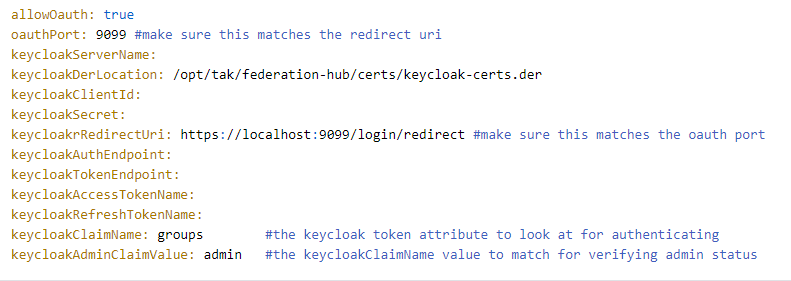 allowOauth: true
oauthPort: 9099 #make sure this matches the redirect uri
keycloakServerName:
keycloakDerLocation: /opt/tak/federation-hub/certs/keycloak-certs.der
keycloakClientId:
keycloakSecret:
keycloakrRedirectUri: https://localhost:9099/login/redirect #make sure this matches the oauth port
keycloakAuthEndpoint:
keycloakTokenEndpoint:
keycloakAccessTokenName:
keycloakRefreshTokenName:
keycloakClaimName: groups        #the keycloak token attribute to look at for authenticating
keycloakAdminClaimValue: admin   #the keycloakClaimName value to match for verifying admin status